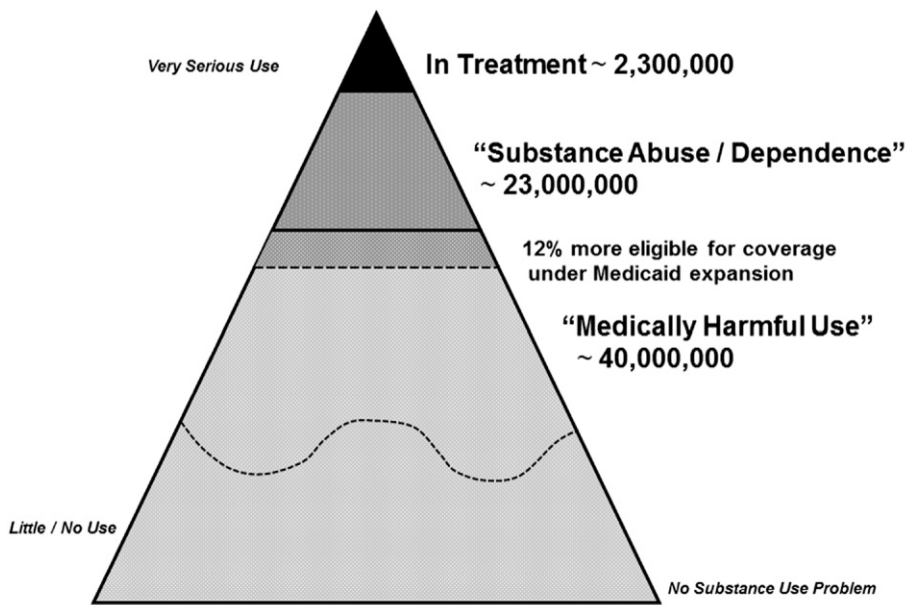 Very Serious Use
In Treatment ~ 2,300,000
“Substance Abuse / Dependence”
~ 23,000,000
12% more eligible for coverage
under Medicaid expansion
“Medically Harmful Use”
~ 40,000,000
Little / No Use
No Substance Use Problem